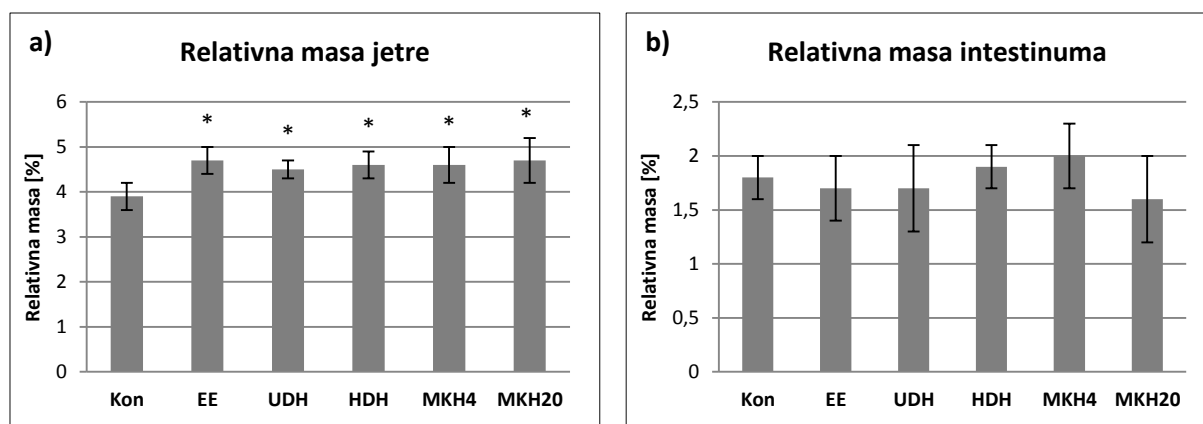 a)
Relativna masa jetre
Relativna masa [%]
6
5
4
3
2
1
0
* * * * *
Kon EE UDH HDH MKH4 MKH20
b)
Relativna masa intestinuma
Relativna masa [%]
2,5
2
1,5
1
0,5
0
Kon EE UDH HDH MKH4 MKH20